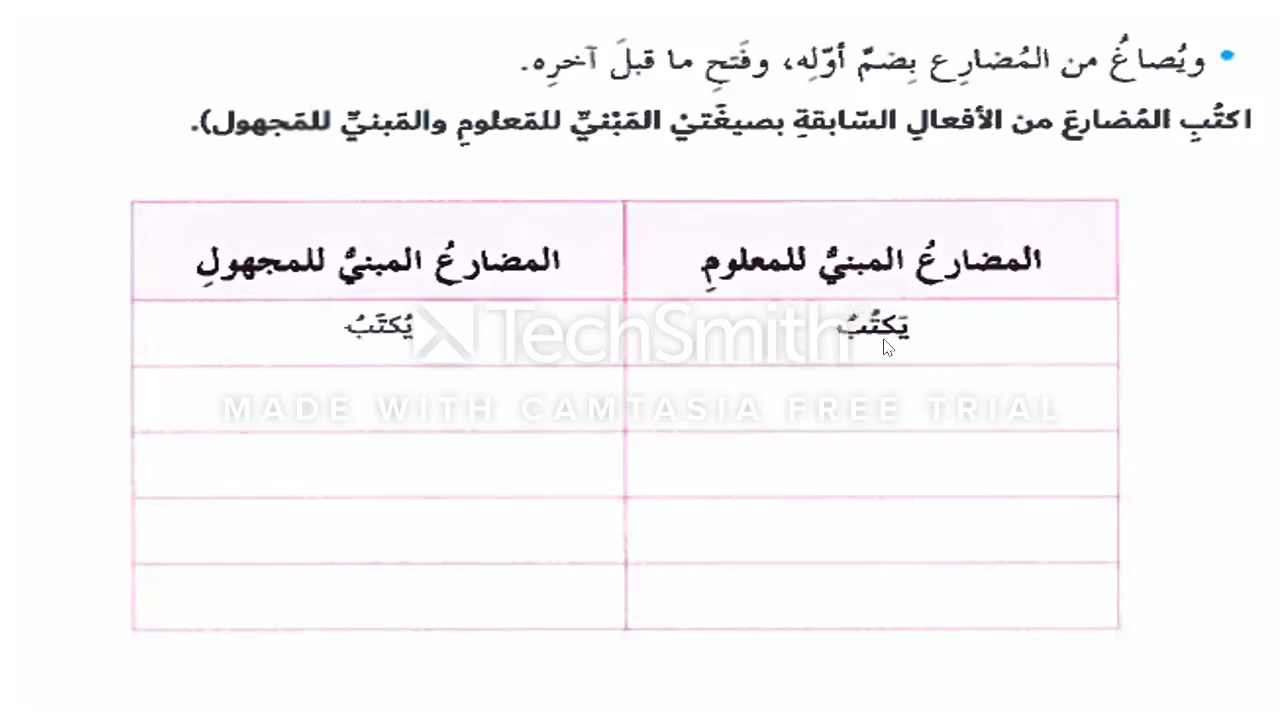 • ويُصاغُ من المُضارِع بِضمّ أوّلِه، وفَتحِ ما قبلَ آخرِه.
اكتُبِ المُضارعَ من الأفعالِ السّابقةِ بصيغَتيْ المَبْنيِّ للمَعلومِ والمَبنيِّ للمَجهول).
المضارعُ المبنيُّ للمعلومِ
المضارعُ المبنيُّ للمجهولِ
يَكتُبُ
يُكتَبُ
TechSmith
MADE WITH CAMTASIA FREE TRIAL